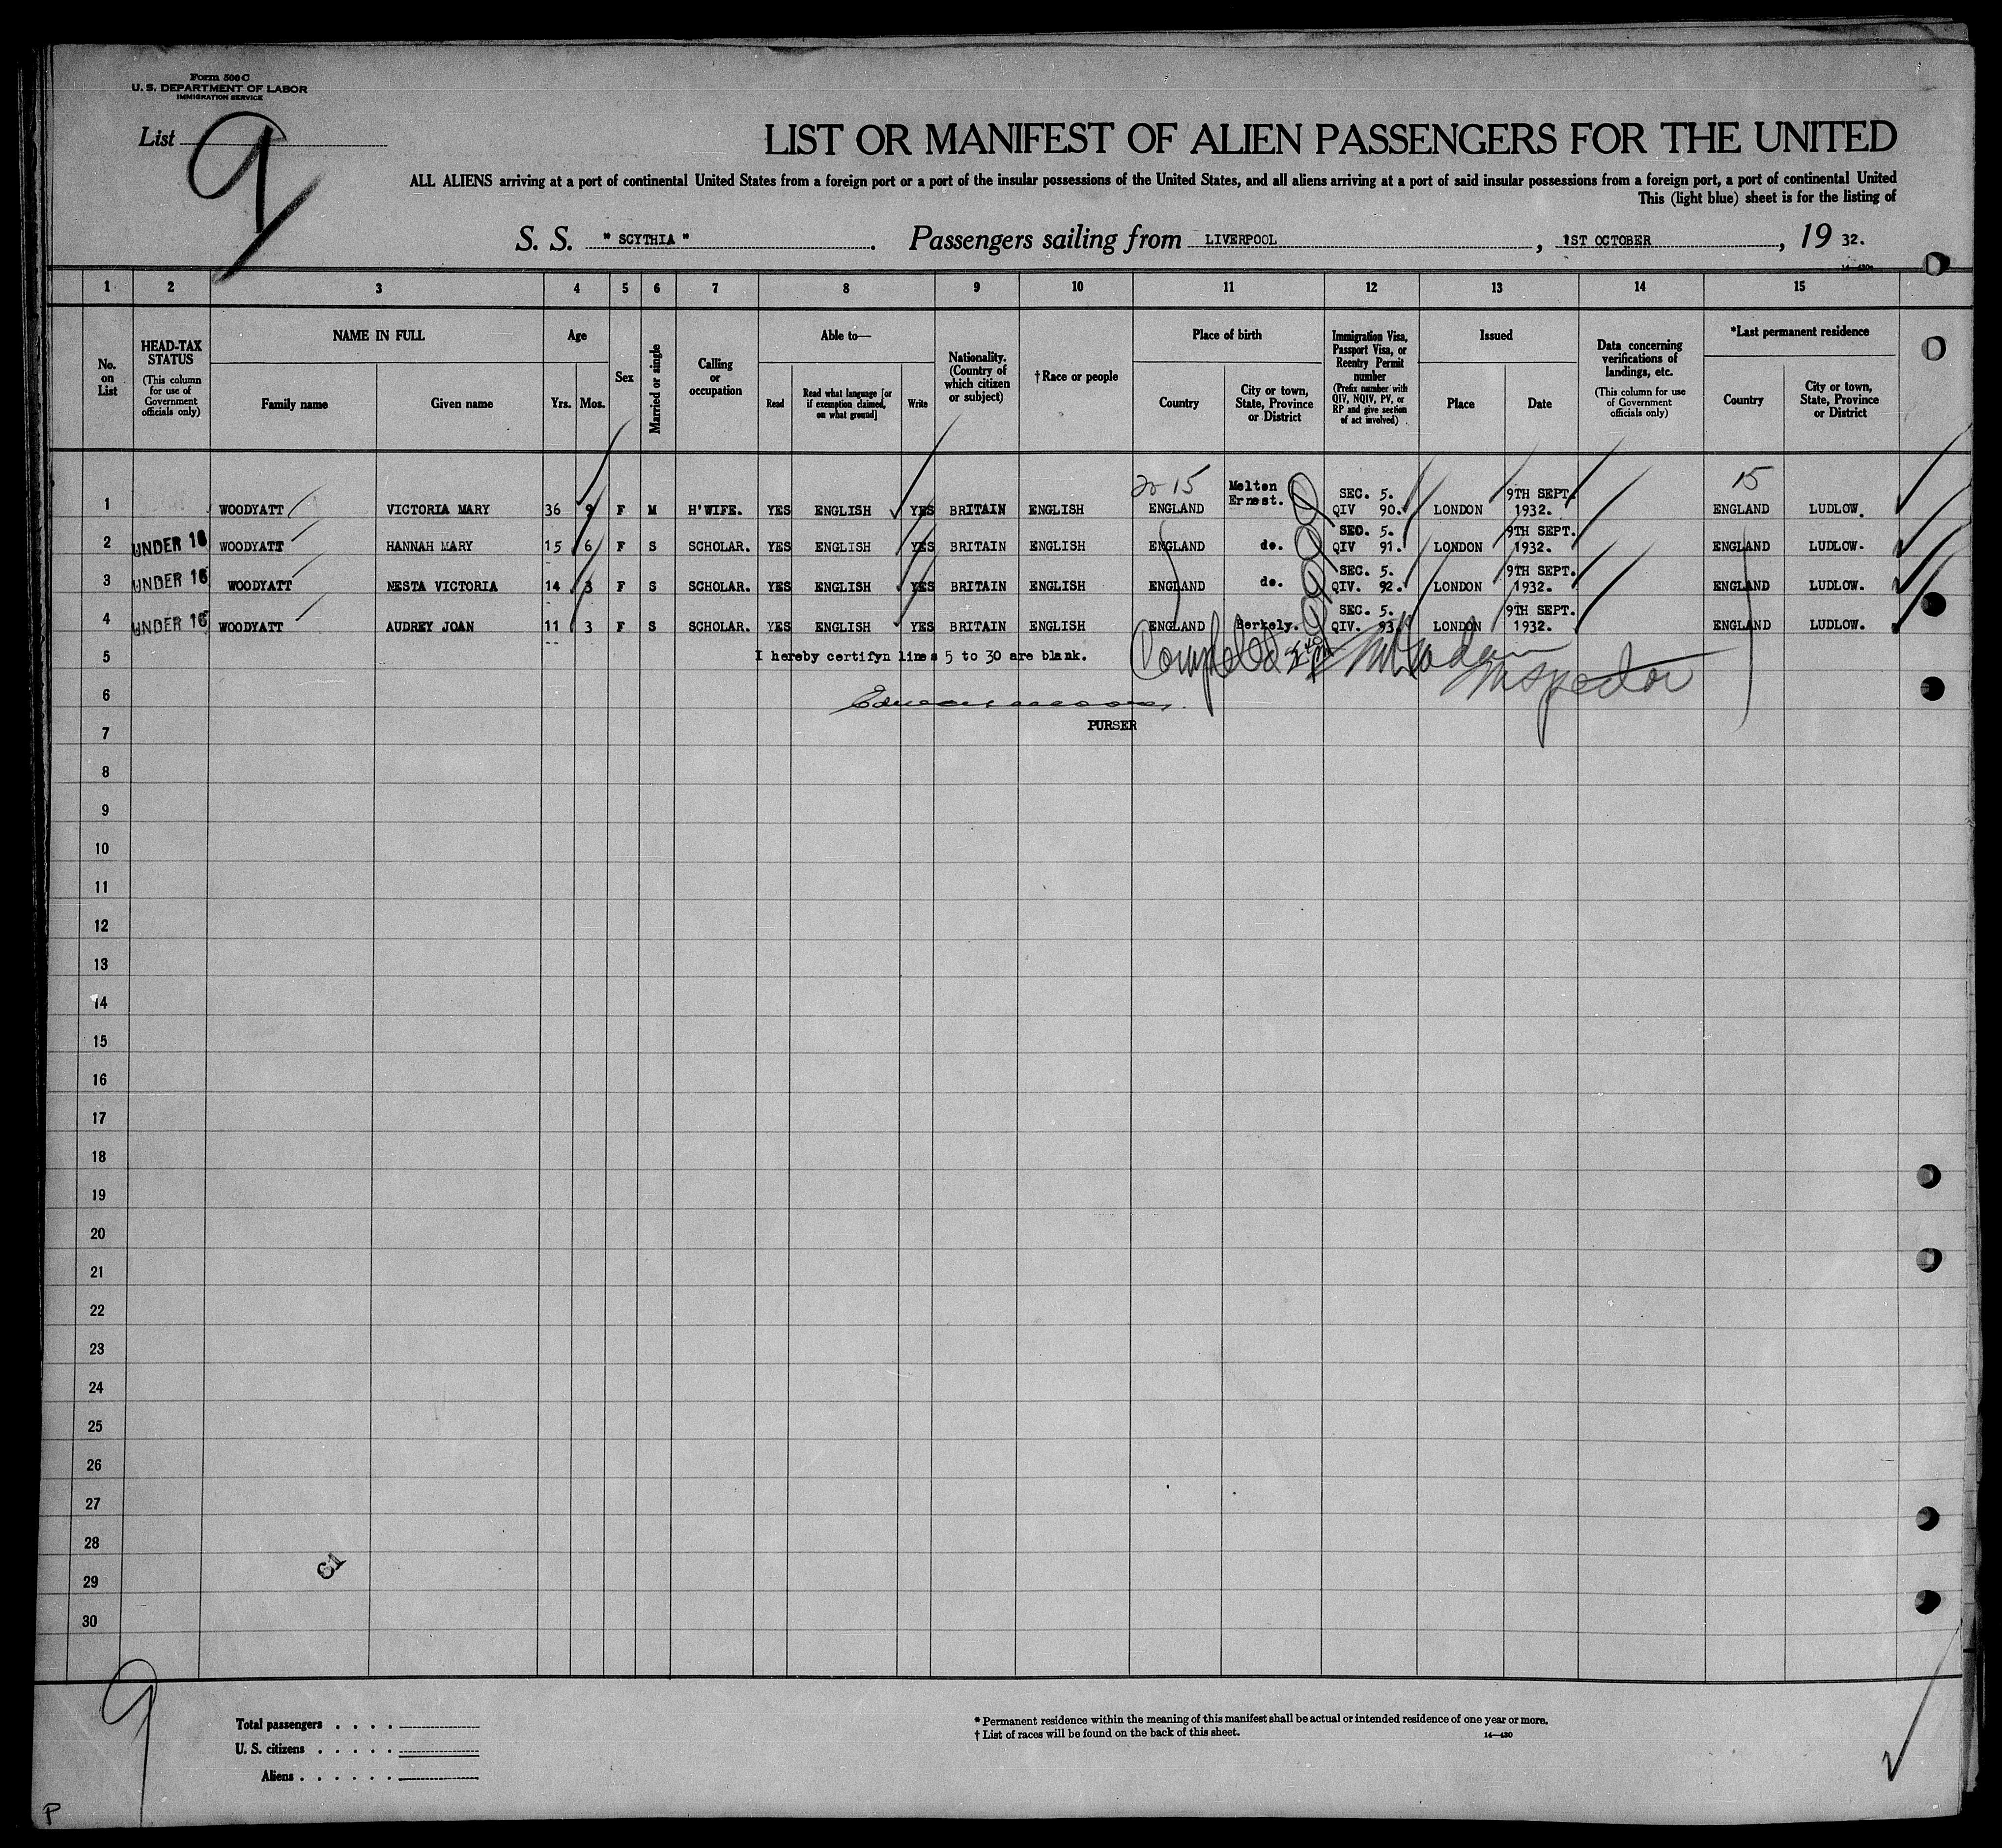 Form 500 C
U. S. DEPARTMENT OF LABOR
IMMIGRATION SERVICE
List 9
LIST OR MANIFEST OF ALIEN PASSENGERS FOR THE UNITED
ALL ALIENS arriving at a port of continental United States from a foreign port or a port of the insular possessions of the United States, and all aliens arriving at a port of said insular possessions from a foreign port, a port of continental United
This (light blue) sheet is for the listing of
S. S. "SCYTHIA". Passengers sailing from LIVERPOOL, 1ST OCTOBER, 19 32.
1 2 3 4 5 6 7 8 9 10 11 12 13 14 15
No. on List
HEAD-TAX STATUS
(This column for use of Government officials only)
NAME IN FULL
Family name Given name
Age
Yrs. Mos.
Sex
Married or single
Calling or occupation
Able to—
Read
Read what language [or if exemption claimed, on what ground]
Write
Nationality. (Country of which citizen or subject)
†Race or people
Place of birth
Country
City or town, State, Province or District
Immigration Visa, Passport Visa, or Reentry Permit number
(Prefix number with QIV, NQIV, PV, or RP and give section of act involved)
Issued
Place Date
Data concerning verifications of landings, etc.
(This column for use of Government officials only)
*Last permanent residence
Country
City or town, State, Province or District
15 Melton SEC. 5. 9TH SEPT. 15
1 WOODYATT VICTORIA MARY 36 9 F M H'WIFE. YES ENGLISH YES BRITAIN ENGLISH ENGLAND Ernest. QIV 90. LONDON 1932. ENGLAND LUDLOW.
SEC. 5. 9TH SEPT.
2 UNDER 16 WOODYATT HANNAH MARY 15 6 F S SCHOLAR. YES ENGLISH YES BRITAIN ENGLISH ENGLAND do. QIV 91. LONDON 1932. ENGLAND LUDLOW.
SEC. 5. 9TH SEPT.
3 UNDER 16 WOODYATT NESTA VICTORIA 14 3 F S SCHOLAR. YES ENGLISH YES BRITAIN ENGLISH ENGLAND do. QIV. 92. LONDON 1932. ENGLAND LUDLOW.
SEC. 5. 9TH SEPT.
4 UNDER 16 WOODYATT AUDREY JOAN 11 3 F S SCHOLAR. YES ENGLISH YES BRITAIN ENGLISH ENGLAND Berkely. QIV. 93. LONDON 1932. ENGLAND LUDLOW.
5 I hereby certifyn lines 5 to 30 are blank. Completed
Inspector
6
7 PURSER
8
9
10
11
12
13
14
15
16
17
18
19
20
21
22
23
24
25
26
27
28
29
30
9
Total passengers . . . .
U. S. citizens . . . . .
Aliens . . . . . .
* Permanent residence within the meaning of this manifest shall be actual or intended residence of one year or more.
† List of races will be found on the back of this sheet.
14—430
P